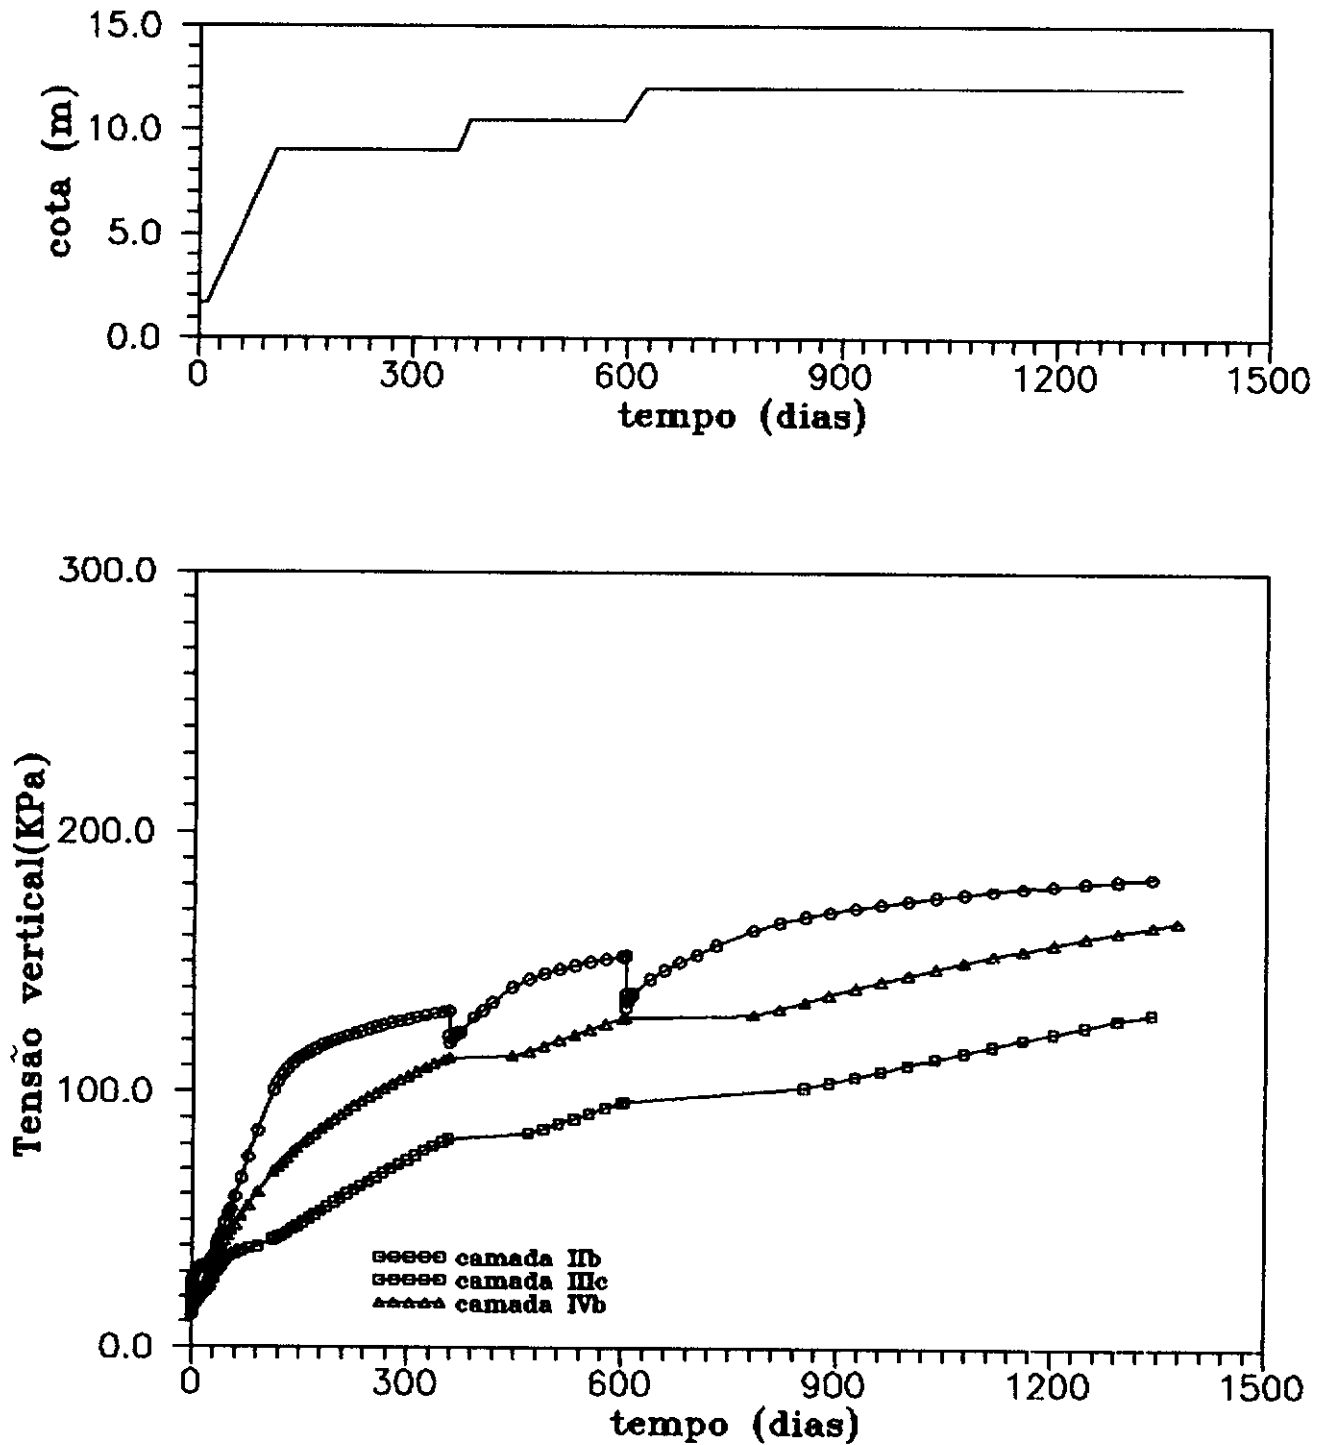 15.0
10.0
5.0
0.0
cota (m)
0 300 600 900 1200 1500
tempo (dias)
300.0
200.0
100.0
0.0
Tensão vertical(KPa)
camada IIb
camada IIIc
camada IVb
0 300 600 900 1200 1500
tempo (dias)